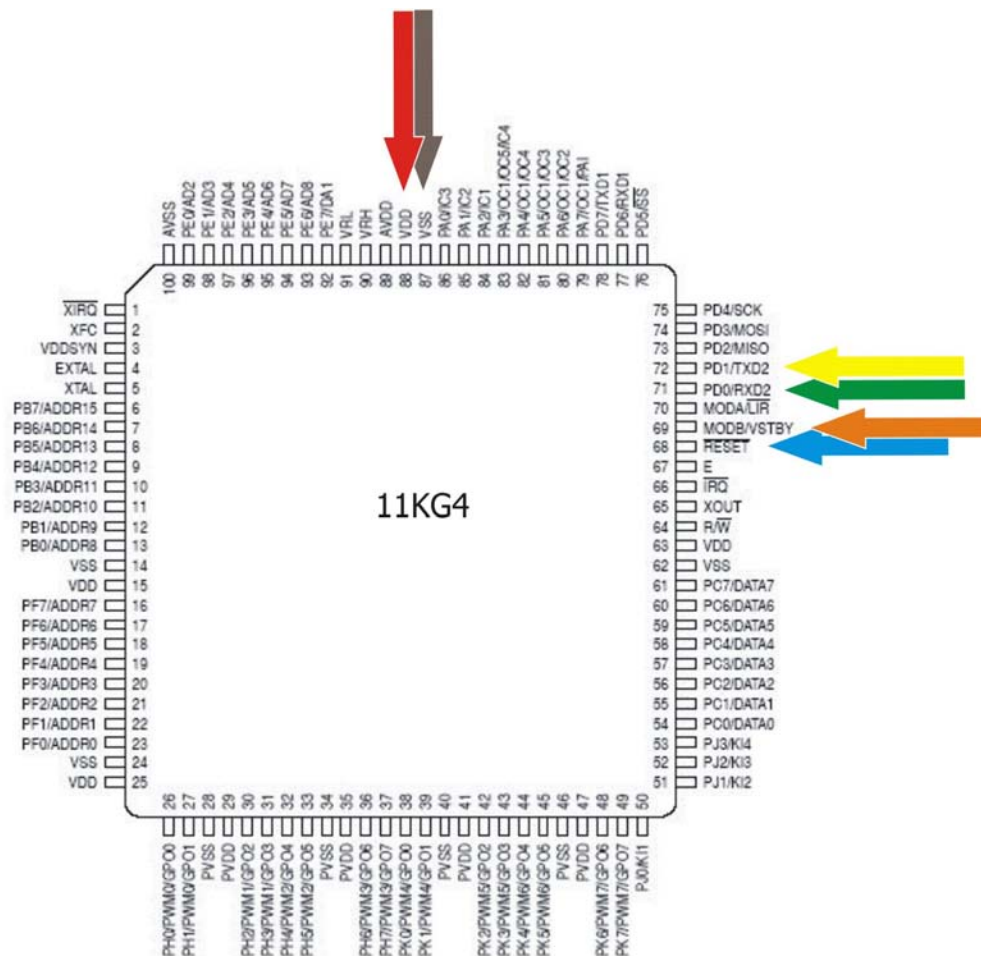 AVSS
PE0/AD2
PE1/AD3
PE2/AD4
PE3/AD5
PE4/AD6
PE5/AD7
PE6/AD8
PE7/DA1
VRL
VRH
AVDD
VDD
VSS
PA0/IC3
PA1/IC2
PA2/IC1
PA3/OC1/OC5/IC4
PA4/OC1/OC4
PA5/OC1/OC3
PA6/OC1/OC2
PA7/OC1/PAI
PD7/TXD1
PD6/RXD1
PD5/SS
100 99 98 97 96 95 94 93 92 91 90 89 88 87 86 85 84 83 82 81 80 79 78 77 76
XIRQ 1
XFC 2
VDDSYN 3
EXTAL 4
XTAL 5
PB7/ADDR15 6
PB6/ADDR14 7
PB5/ADDR13 8
PB4/ADDR12 9
PB3/ADDR11 10
PB2/ADDR10 11
PB1/ADDR9 12
PB0/ADDR8 13
VSS 14
VDD 15
PF7/ADDR7 16
PF6/ADDR6 17
PF5/ADDR5 18
PF4/ADDR4 19
PF3/ADDR3 20
PF2/ADDR2 21
PF1/ADDR1 22
PF0/ADDR0 23
VSS 24
VDD 25
11KG4
75 PD4/SCK
74 PD3/MOSI
73 PD2/MISO
72 PD1/TXD2
71 PD0/RXD2
70 MODA/LIR
69 MODB/VSTBY
68 RESET
67 E
66 IRQ
65 XOUT
64 R/W
63 VDD
62 VSS
61 PC7/DATA7
60 PC6/DATA6
59 PC5/DATA5
58 PC4/DATA4
57 PC3/DATA3
56 PC2/DATA2
55 PC1/DATA1
54 PC0/DATA0
53 PJ3/KI4
52 PJ2/KI3
51 PJ1/KI2
26 27 28 29 30 31 32 33 34 35 36 37 38 39 40 41 42 43 44 45 46 47 48 49 50
PH0/PWM0/GPO0
PH1/PWM0/GPO1
PVSS
PVDD
PH2/PWM1/GPO2
PH3/PWM1/GPO3
PH4/PWM2/GPO4
PH5/PWM2/GPO5
PVSS
PVDD
PH6/PWM3/GPO6
PH7/PWM3/GPO7
PK0/PWM4/GPO0
PK1/PWM4/GPO1
PVSS
PVDD
PK2/PWM5/GPO2
PK3/PWM5/GPO3
PK4/PWM6/GPO4
PK5/PWM6/GPO5
PVSS
PVDD
PK6/PWM7/GPO6
PK7/PWM7/GPO7
PJ0/KI1